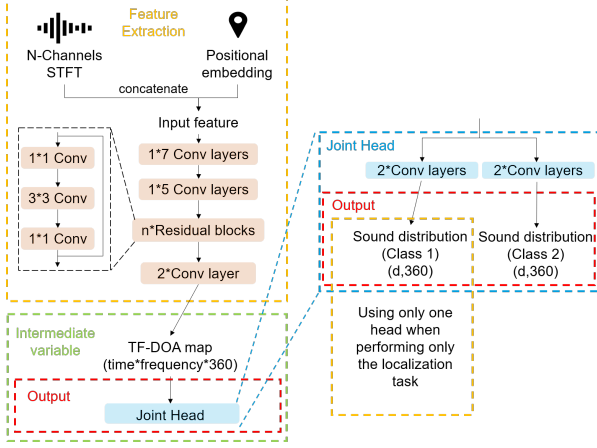 Feature
Extraction
N-Channels
STFT
Positional
embedding
concatenate
Input feature
1*7 Conv layers
1*5 Conv layers
n*Residual blocks
2*Conv layer
1*1 Conv
3*3 Conv
1*1 Conv
Intermediate
variable
TF-DOA map
(time*frequency*360)
Output
Joint Head
Joint Head
2*Conv layers
2*Conv layers
Output
Sound distribution
(Class 1)
(d,360)
Sound distribution
(Class 2)
(d,360)
Using only one
head when
performing only
the localization
task